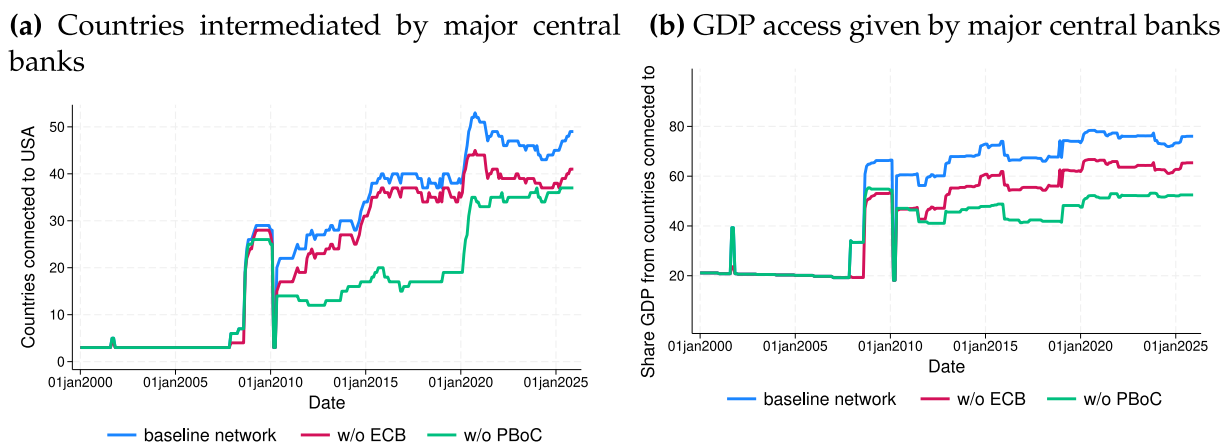 (a) Countries intermediated by major central
banks
Countries connected to USA
50
40
30
20
10
0
01jan2000 01jan2005 01jan2010 01jan2015 01jan2020 01jan2025
Date
baseline network w/o ECB w/o PBoC
(b) GDP access given by major central banks
Share GDP from countries connected to
80
60
40
20
01jan2000 01jan2005 01jan2010 01jan2015 01jan2020 01jan2025
Date
baseline network w/o ECB w/o PBoC